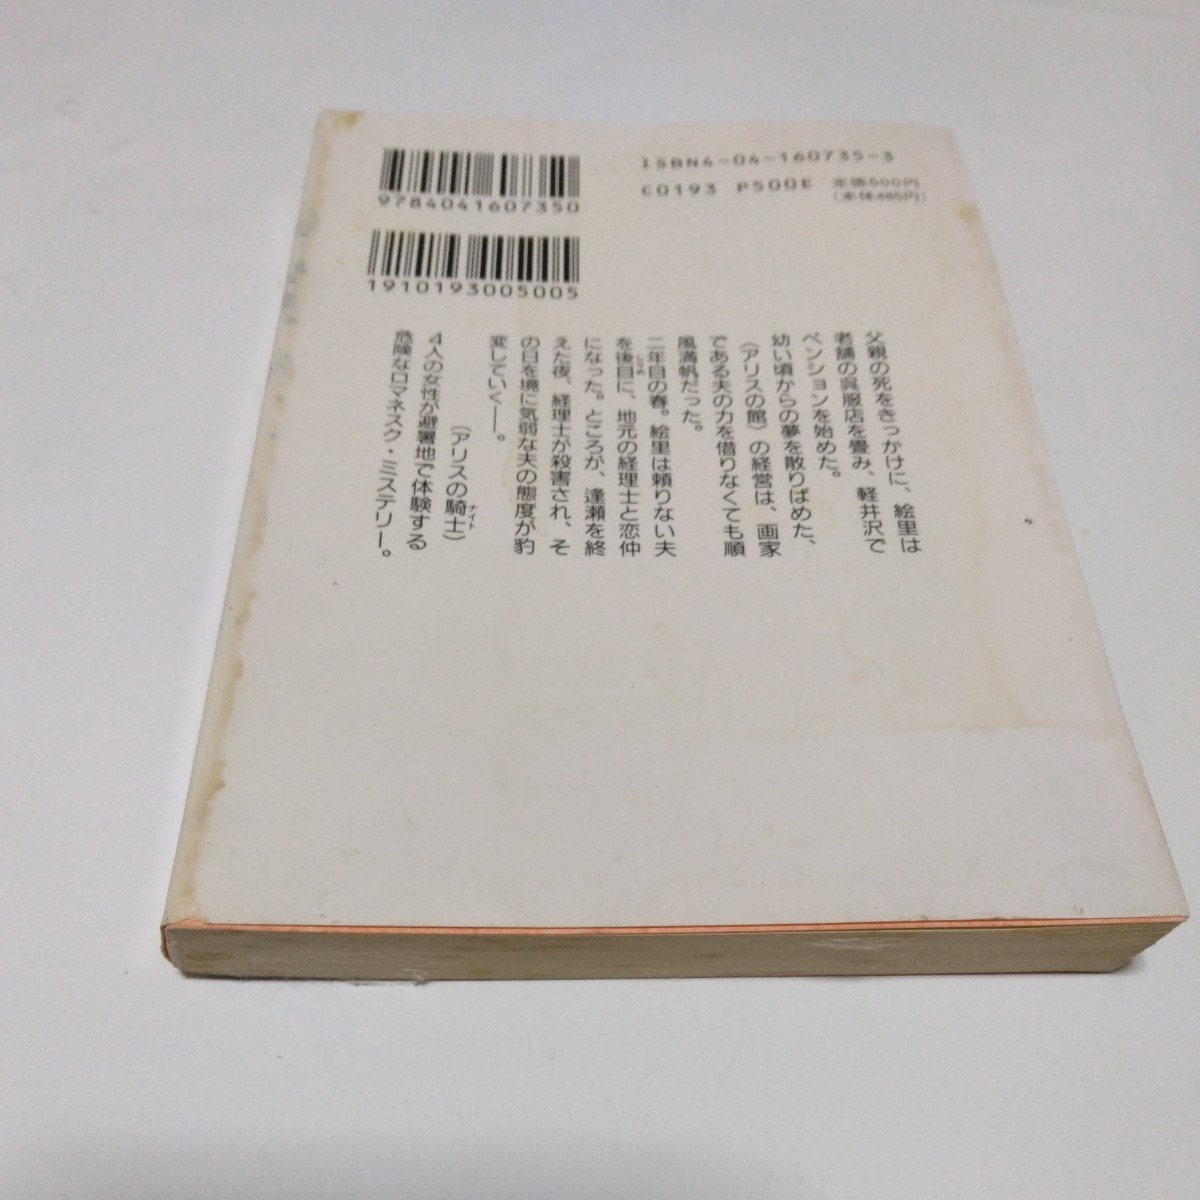 ISBN4-04-160735-3
C0193 P500E 定価500円
(本体485円)
9784041607350
1910193005005
父親の死をきっかけに、絵里は
老舗の呉服店を畳み、軽井沢で
ペンションを始めた。
幼い頃からの夢を散りばめた、
〈アリスの館〉の経営は、画家
である夫の力を借りなくても順
風満帆だった。
二年目の春。絵里は頼りない夫
を後目に、地元の経理士と恋仲
になった。ところが、逢瀬を終
えた夜、経理士が殺害され、そ
の日を境に気弱な夫の態度が豹
変していく──。
(アリスの騎士)
ナイト
4人の女性が避暑地で体験する
危険なロマネスク・ミステリー。